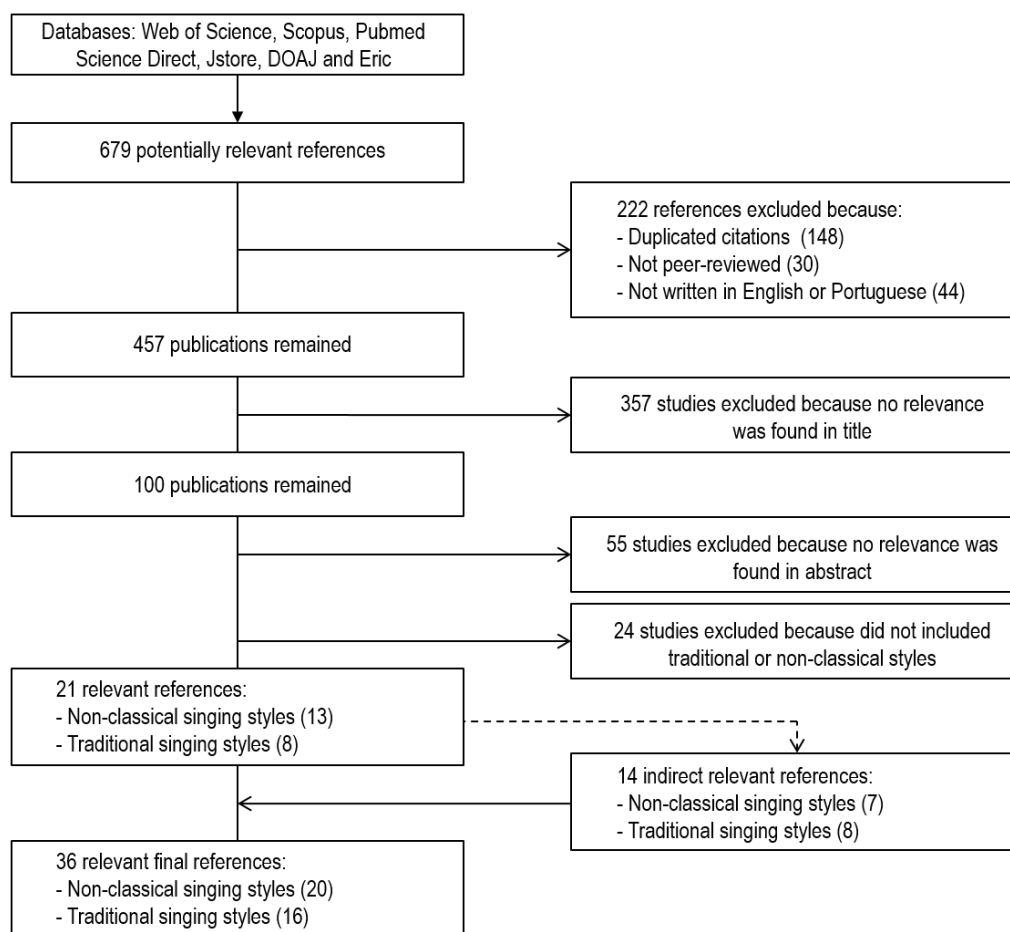 Databases: Web of Science, Scopus, Pubmed
Science Direct, Jstore, DOAJ and Eric
679 potentially relevant references
222 references excluded because:
- Duplicated citations (148)
- Not peer-reviewed (30)
- Not written in English or Portuguese (44)
457 publications remained
357 studies excluded because no relevance
was found in title
100 publications remained
55 studies excluded because no relevance was
found in abstract
24 studies excluded because did not included
traditional or non-classical styles
21 relevant references:
- Non-classical singing styles (13)
- Traditional singing styles (8)
14 indirect relevant references:
- Non-classical singing styles (7)
- Traditional singing styles (8)
36 relevant final references:
- Non-classical singing styles (20)
- Traditional singing styles (16)